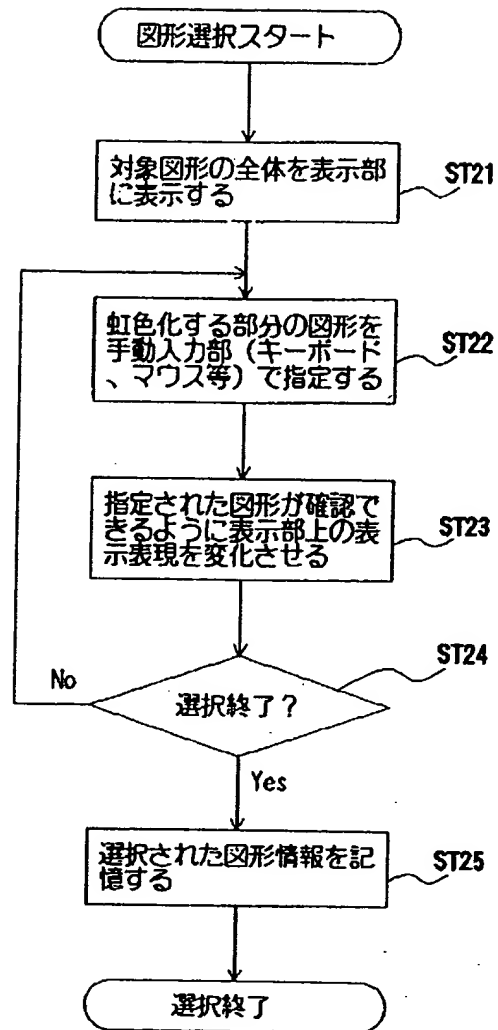 図形選択スタート
対象図形の全体を表示部
に表示する
ST21
虹色化する部分の図形を
手動入力部（キーボード
、マウス等）で指定する
ST22
指定された図形が確認で
きるように表示部上の表
示表現を変化させる
ST23
ST24
No
選択終了？
Yes
選択された図形情報を記
憶する
ST25
選択終了